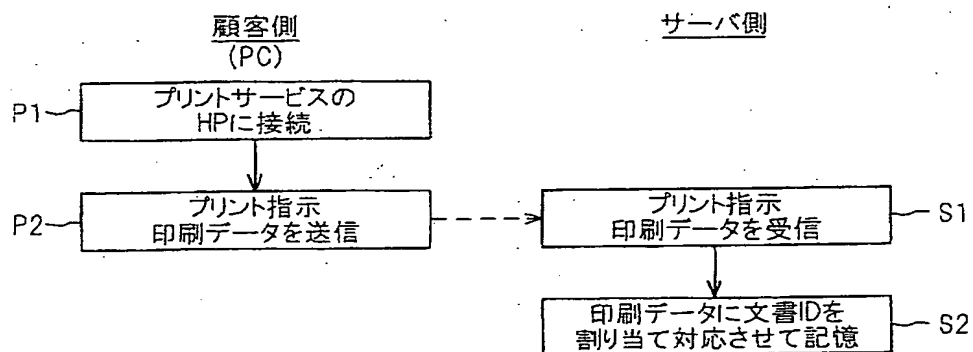 顧客側
(PC)
サーバ側
P1
プリントサービスの
HPに接続
P2
プリント指示
印刷データを送信
プリント指示
印刷データを受信
S1
印刷データに文書IDを
割り当て対応させて記憶
S2